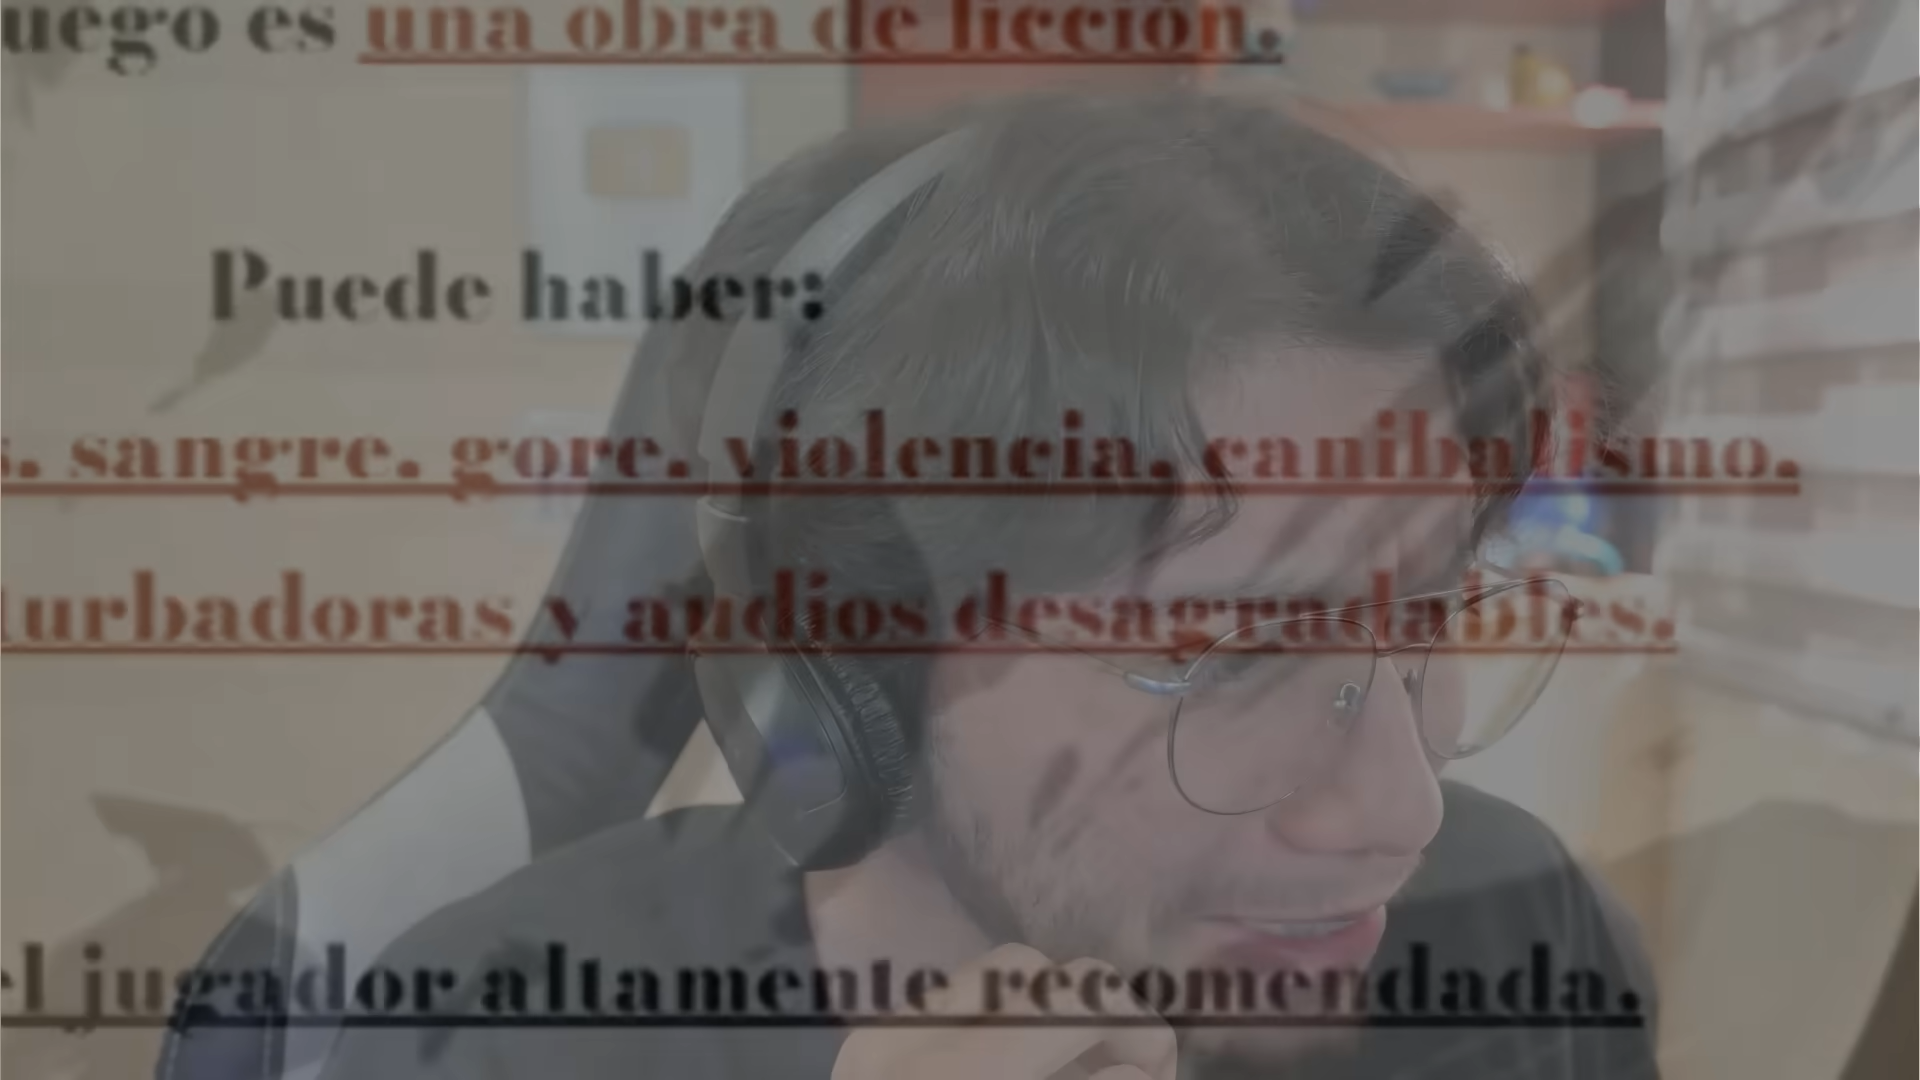 uego es una obra de ficción.
Puede haber:
s. sangre. gore. violencia. canibalismo.
turbadoras y audios desagradables.
el jugador altamente recomendada.